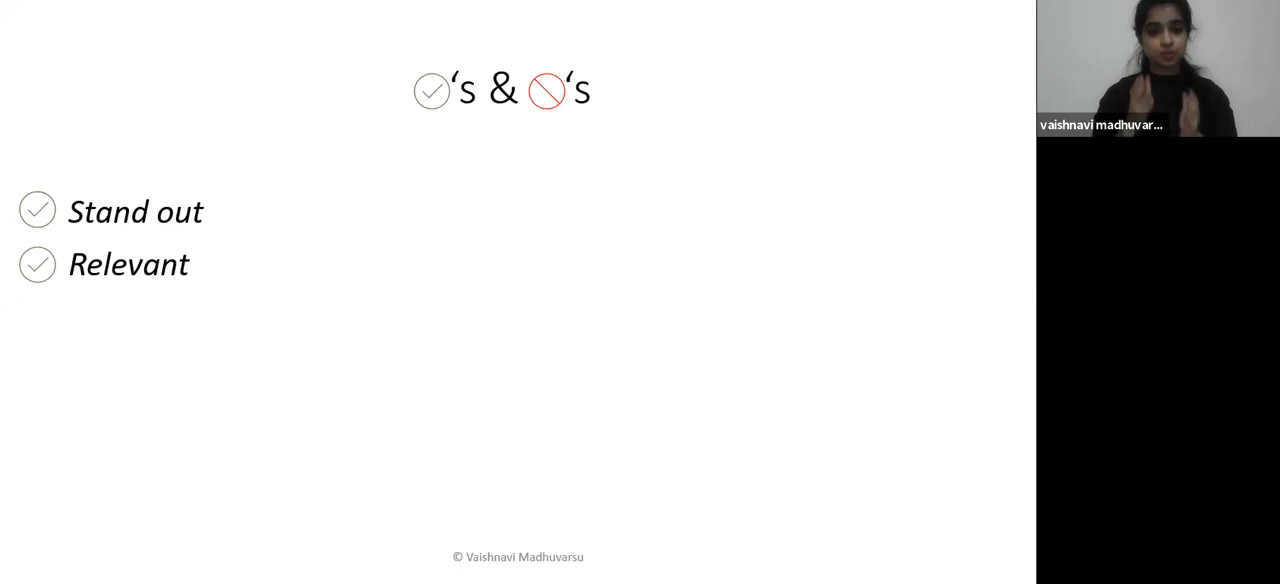 ‘s & ‘s
Stand out
Relevant
© Vaishnavi Madhuvarsu
vaishnavi madhuvar...